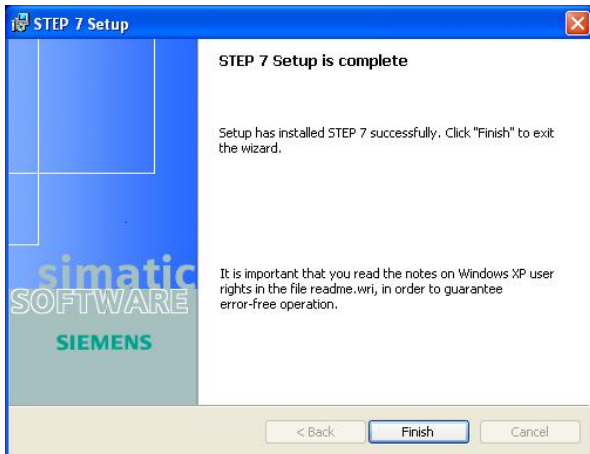 STEP 7 Setup
STEP 7 Setup is complete
Setup has installed STEP 7 successfully. Click "Finish" to exit
the wizard.
It is important that you read the notes on Windows XP user
rights in the file readme.wri, in order to guarantee
error-free operation.
simatic
SOFTWARE
SIEMENS
< Back
Finish
Cancel